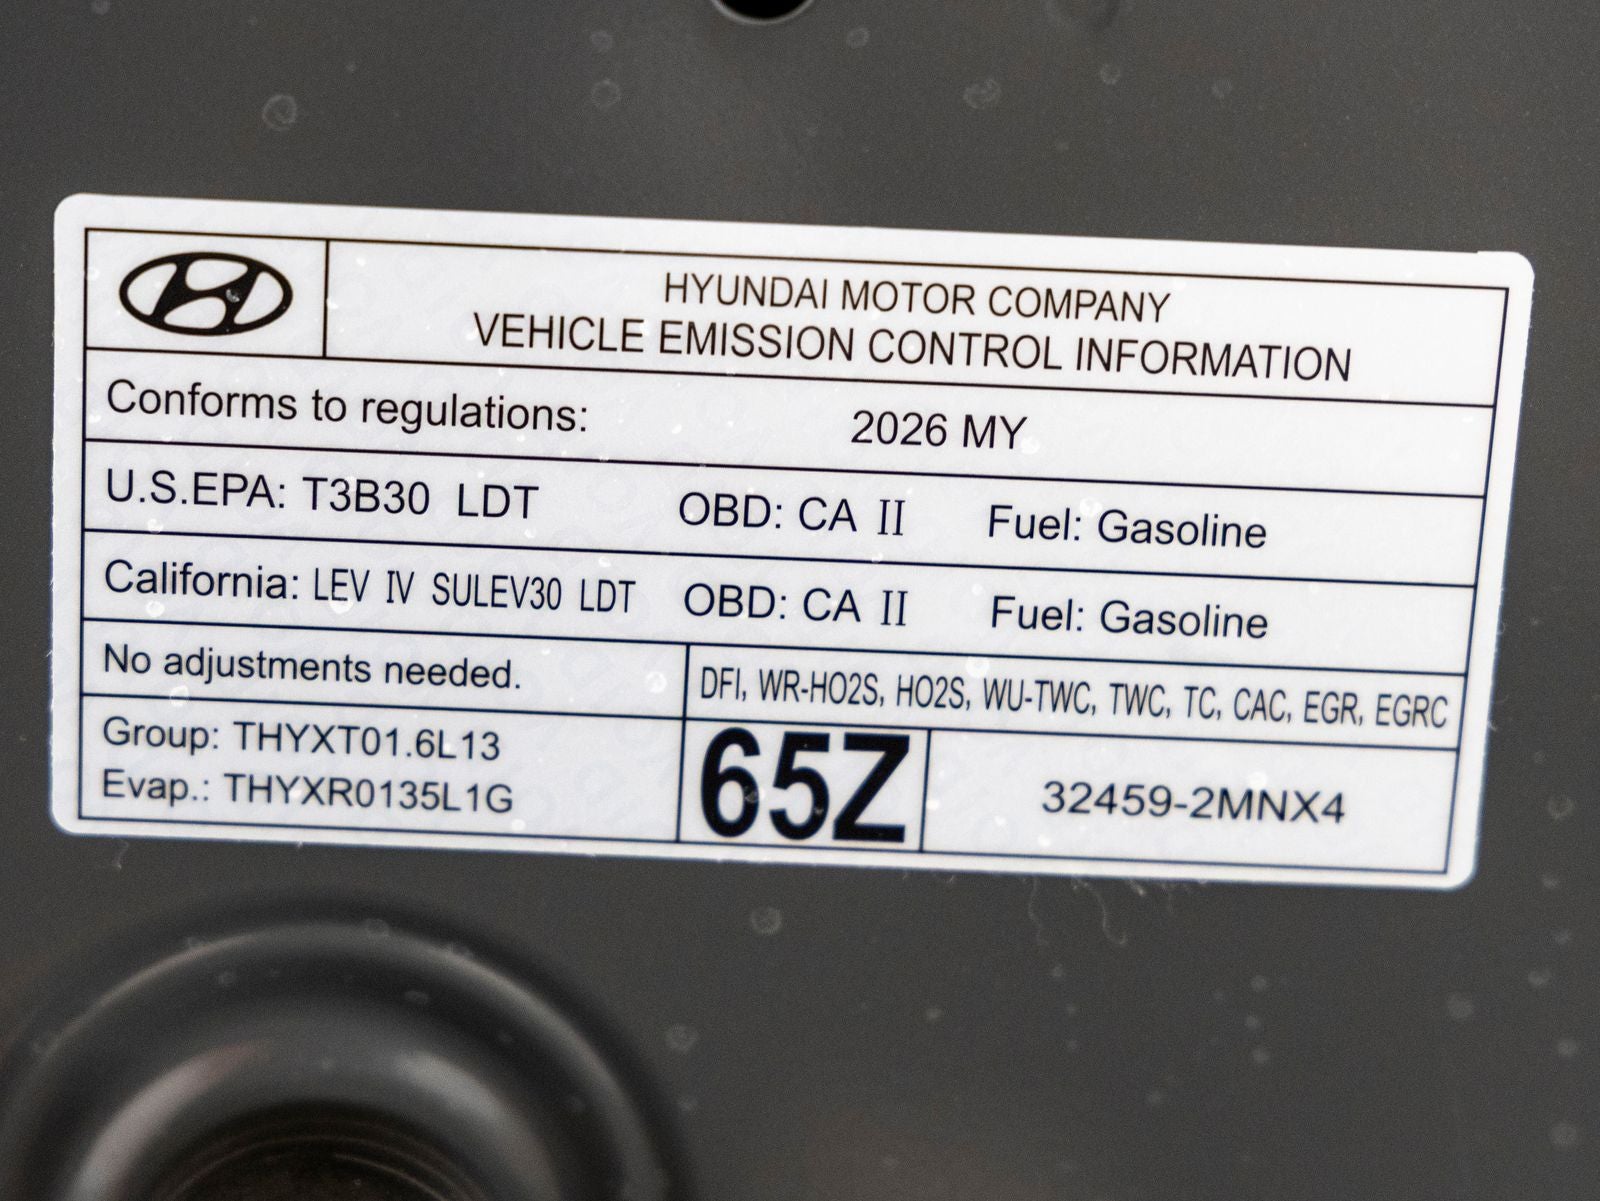 HYUNDAI MOTOR COMPANY
VEHICLE EMISSION CONTROL INFORMATION
Conforms to regulations: 2026 MY
U.S.EPA: T3B30 LDT OBD: CA II Fuel: Gasoline
California: LEV IV SULEV30 LDT OBD: CA II Fuel: Gasoline
No adjustments needed.
DFI, WR-HO2S, HO2S, WU-TWC, TWC, TC, CAC, EGR, EGRC
Group: THYXT01.6L13
Evap.: THYXR0135L1G
65Z
32459-2MNX4